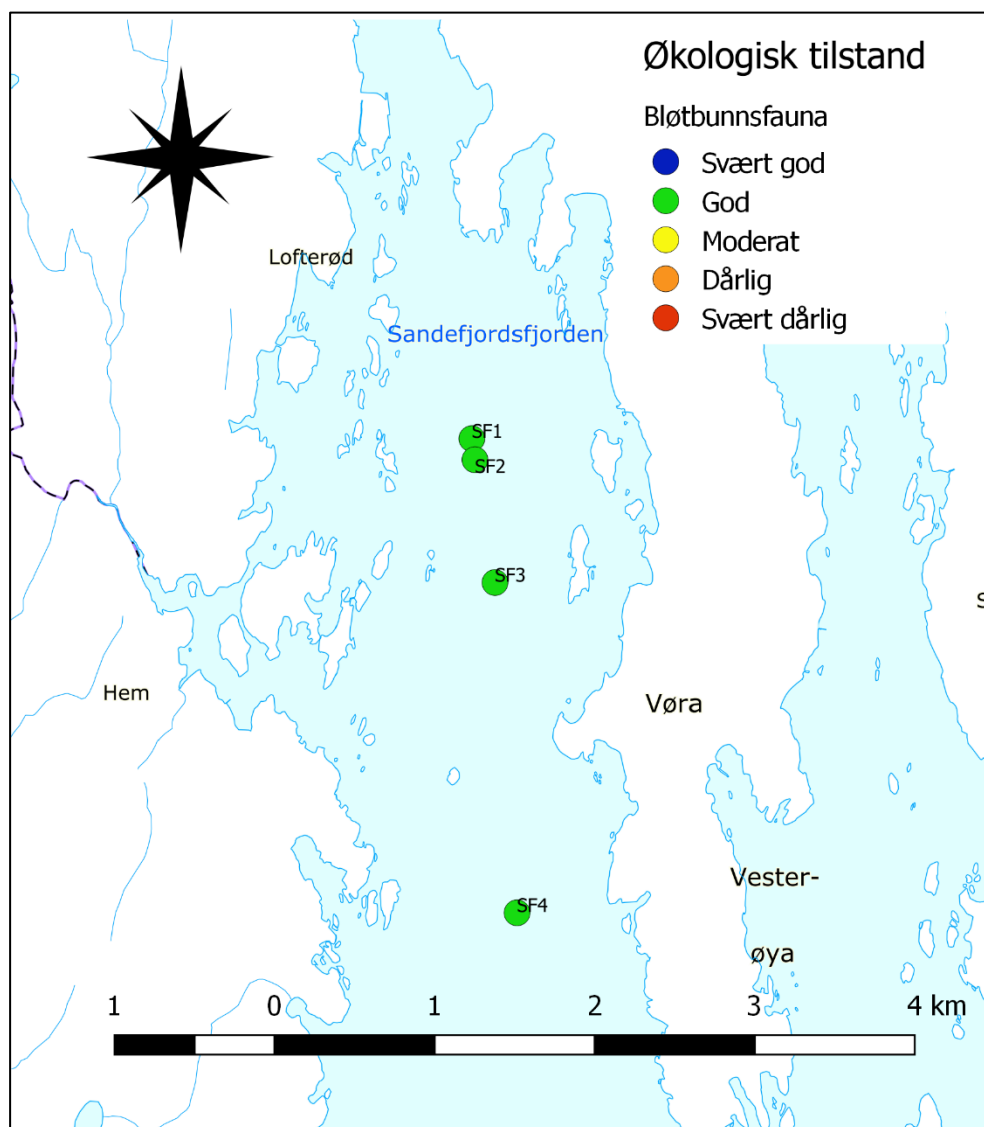 Økologisk tilstand
Bløtbunnsfauna
Svært god
God
Moderat
Dårlig
Svært dårlig
Lofterød
Sandefjordsfjorden
SF1
SF2
SF3
S
Hem
Vøra
Vester-
SF4
øya
1 0 1 2 3 4 km